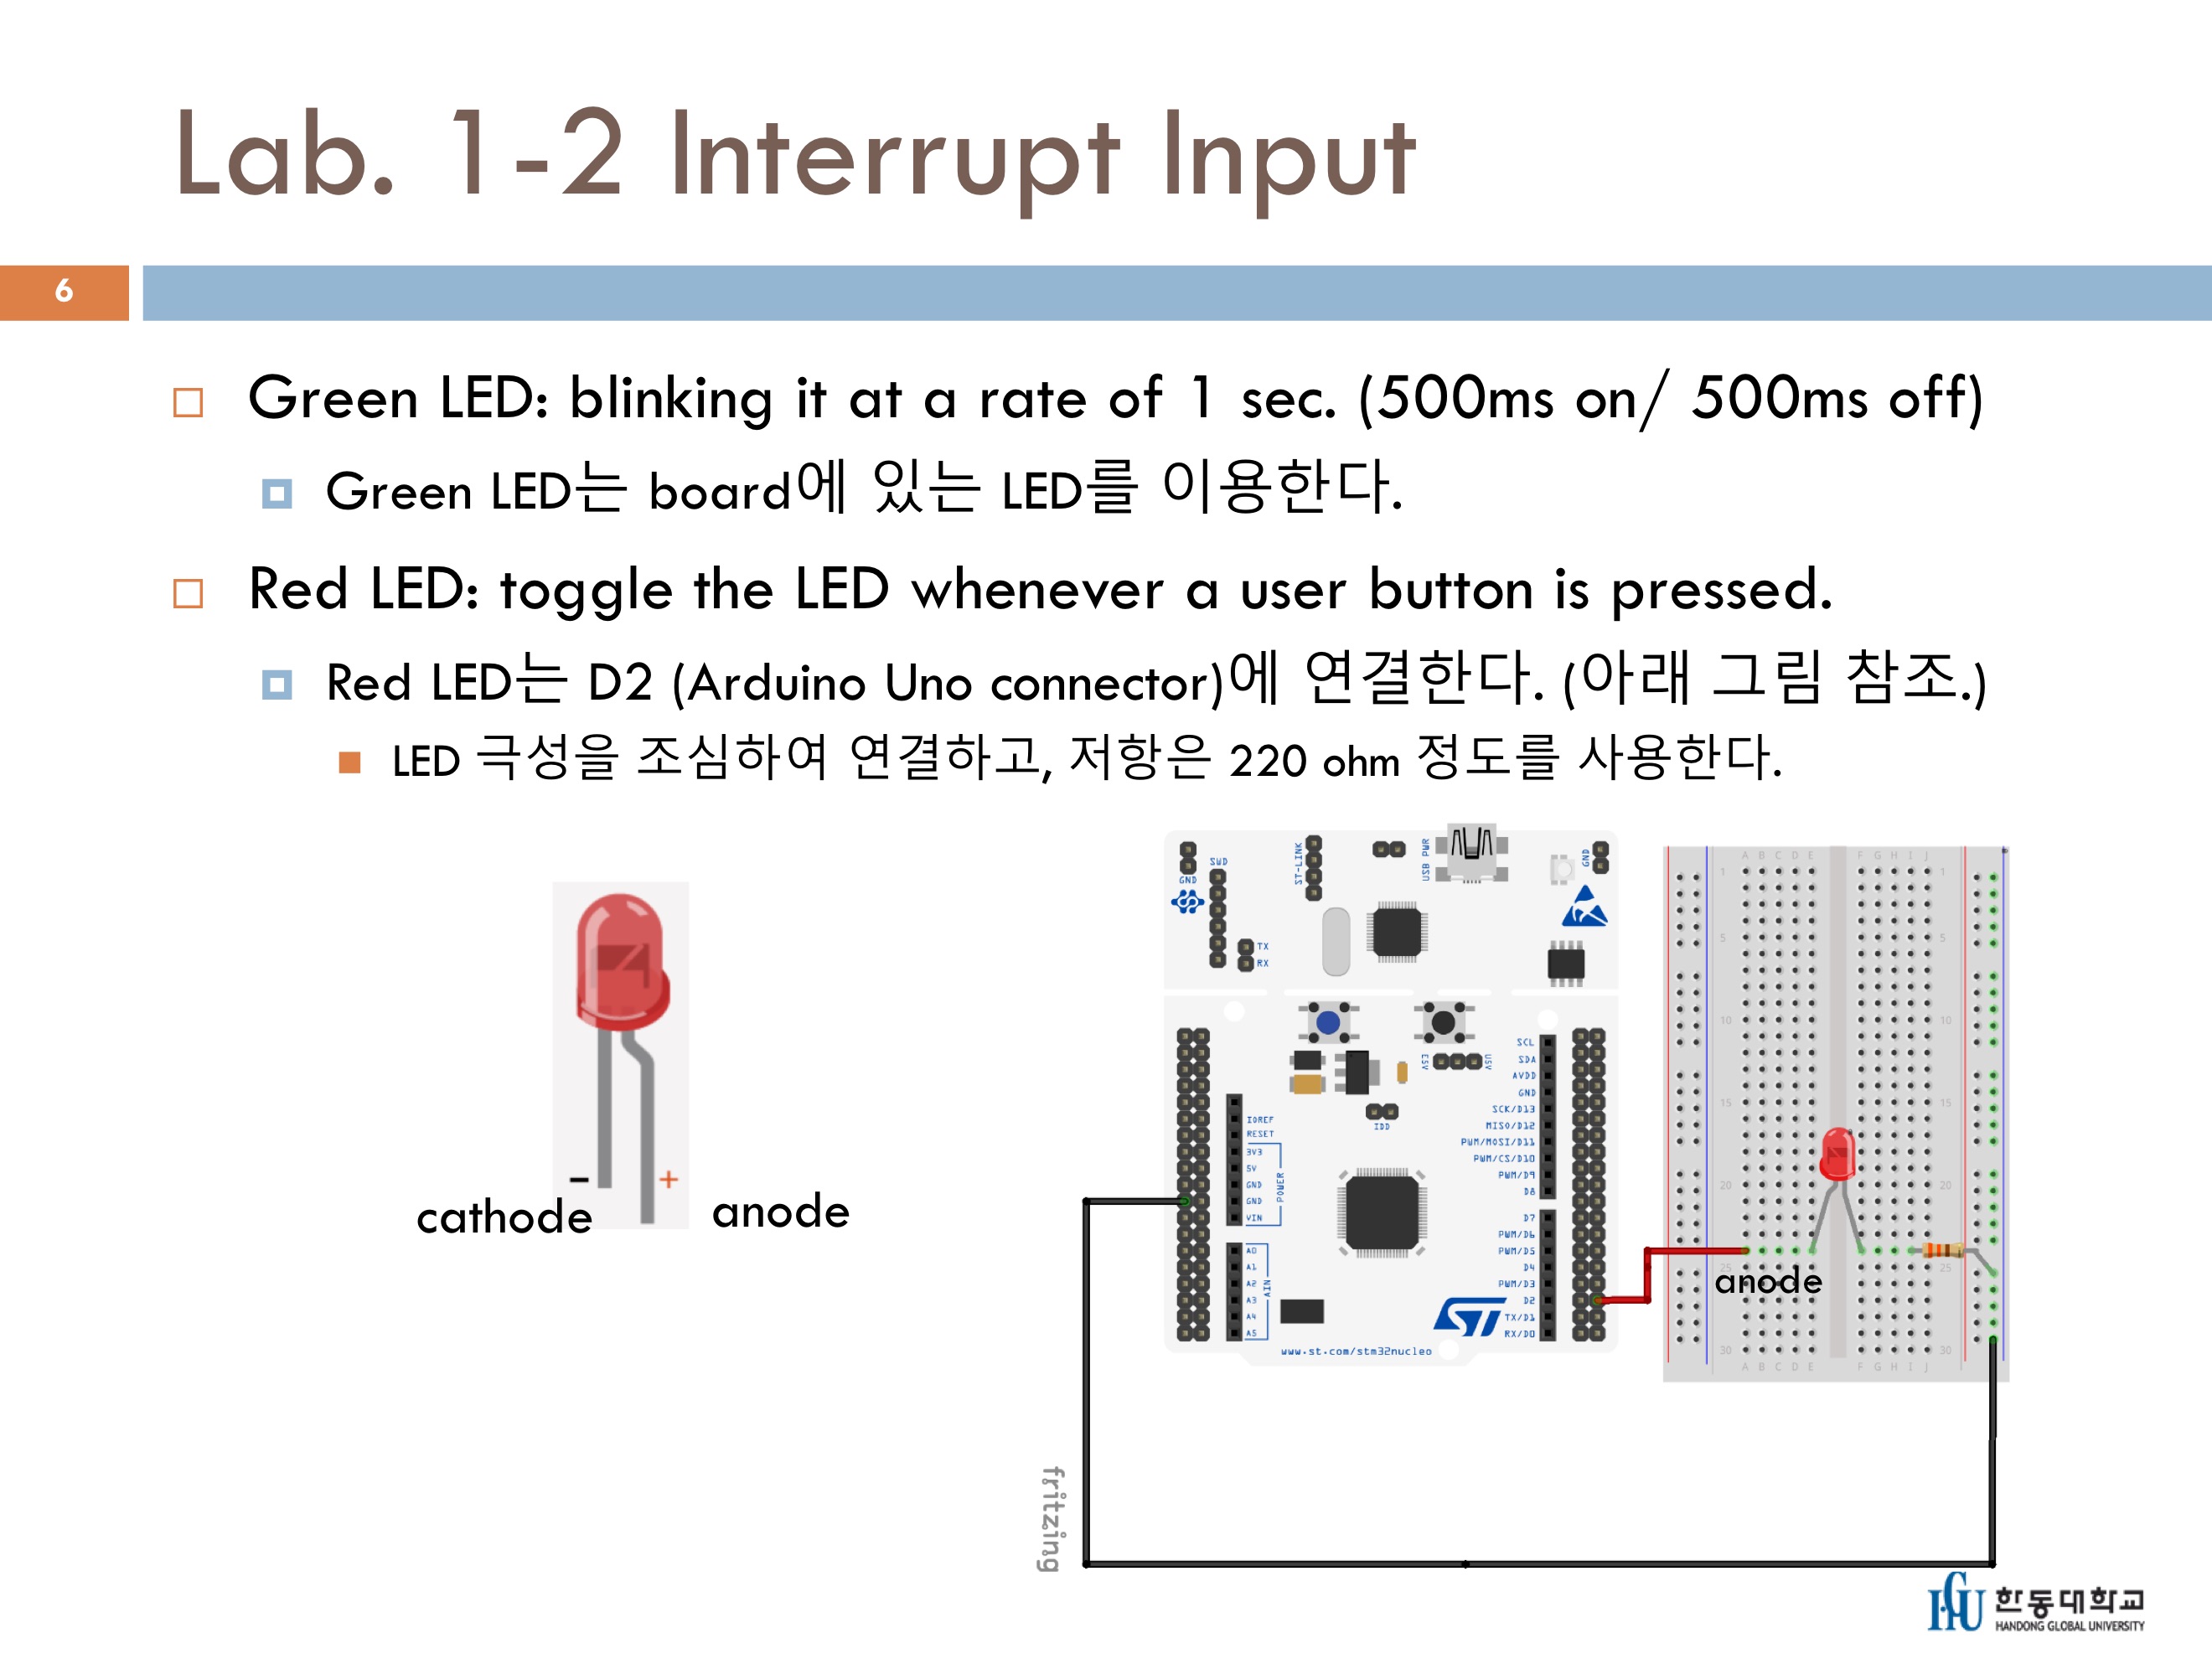 Lab. 1-2 Interrupt Input
6
Green LED: blinking it at a rate of 1 sec. (500ms on/ 500ms off)
Green LED는 board에 있는 LED를 이용한다.
Red LED: toggle the LED whenever a user button is pressed.
Red LED는 D2 (Arduino Uno connector)에 연결한다. (아래 그림 참조.)
LED 극성을 조심하여 연결하고, 저항은 220 ohm 정도를 사용한다.
- +
cathode
anode
GND
SWD
ST-LINK
USB PWR
GND
TX
RX
E5V
U5V
IDD
IOREF
RESET
3V3
5V
GND
GND
VIN
POWER
A0
A1
A2
A3
A4
A5
AIN
SCL
SDA
AVDD
GND
SCK/D13
MISO/D12
PWM/MOSI/D11
PWM/CS/D10
PWM/D9
D8
D7
PWM/D6
PWM/D5
D4
PWM/D3
D2
TX/D1
RX/D0
ST
www.st.com/stm32nucleo
A B C D E F G H I J
1 1
5 5
10 10
15 15
20 20
25 25
anode
30 30
A B C D E F G H I J
fritzing
HGU 한동대학교
HANDONG GLOBAL UNIVERSITY